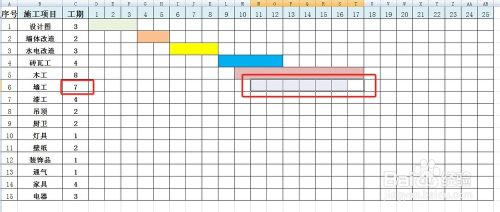 A B C
序号 施工项目 工期 1 2 3 4 5 6 7 8 9 10 11 12 13 14 15 16 17 18 19 20 21 22 23 24 25
1 设计图 3
2 墙体改造 2
3 水电改造 3
4 砖瓦工 4
5 木工 8
6 墙工 7
7 漆工 4
8 吊顶 2
9 厨卫 2
10 灯具 1
11 壁纸 2
12 装饰品 1
13 通气 1
14 家具 4
15 电器 3
Baidu 经验